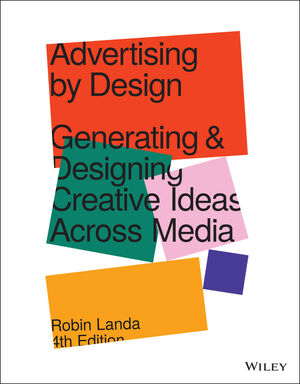 Advertising
by Design
Generating &
Designing
Creative Ideas
Across Media
Robin Landa
4th Edition
WILEY